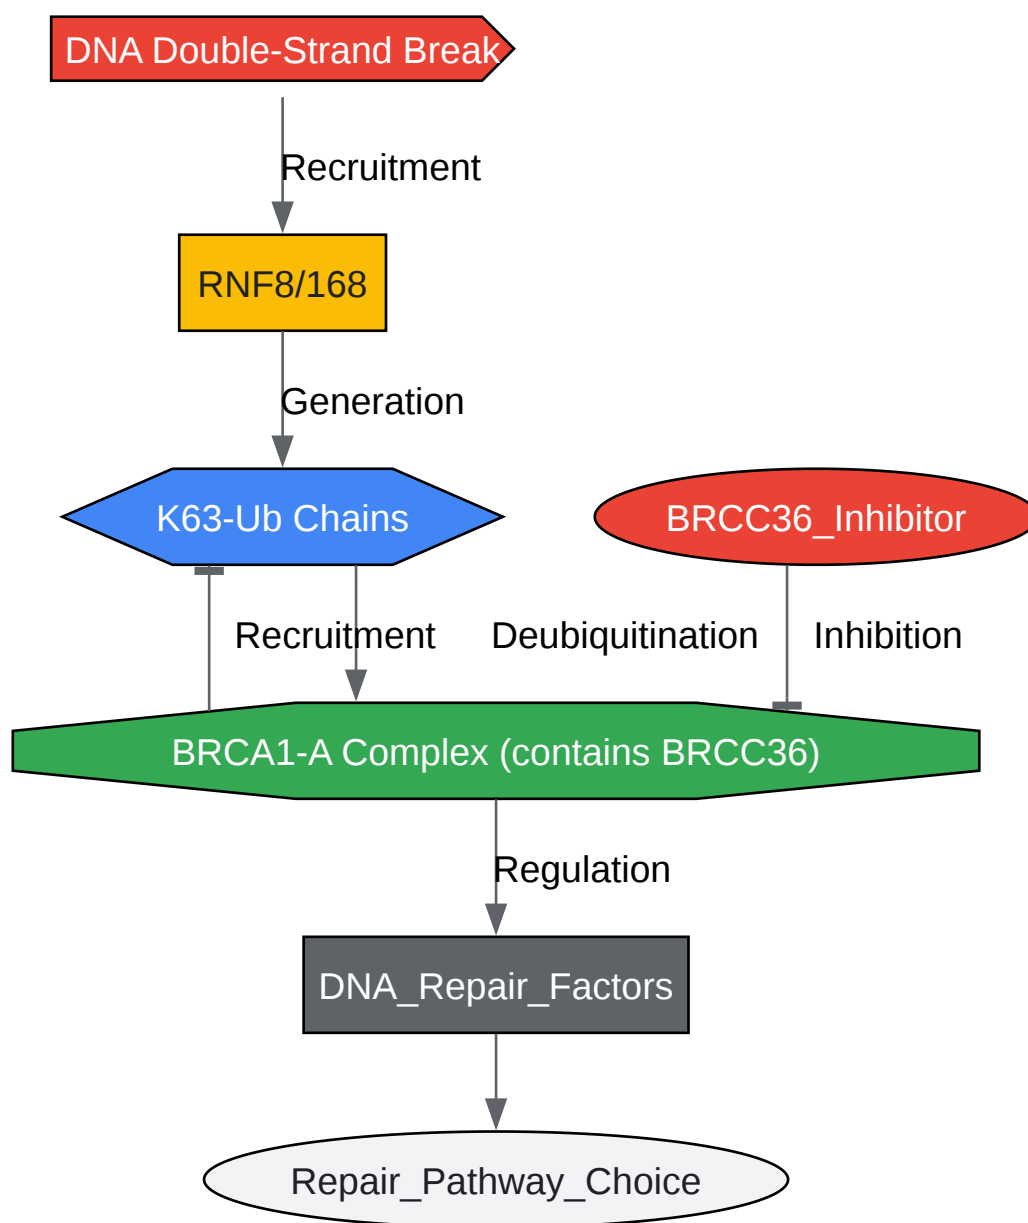 DNA Double-Strand Break
Recruitment
RNF8/168
Generation
K63-Ub Chains
BRCC36_Inhibitor
Recruitment
Deubiquitination
Inhibition
BRCA1-A Complex (contains BRCC36)
Regulation
DNA_Repair_Factors
Repair_Pathway_Choice